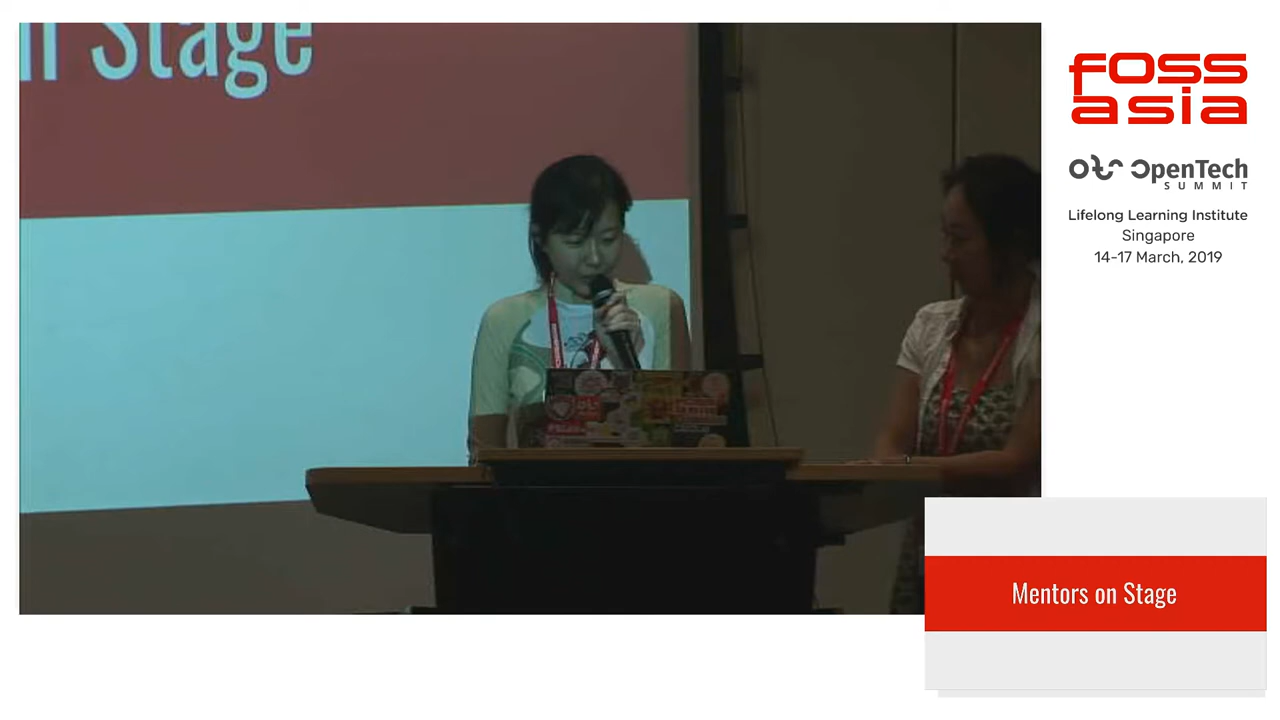 n Stage
fOSS
asia
OpenTech
SUMMIT
Lifelong Learning Institute
Singapore
14-17 March, 2019
Mentors on Stage